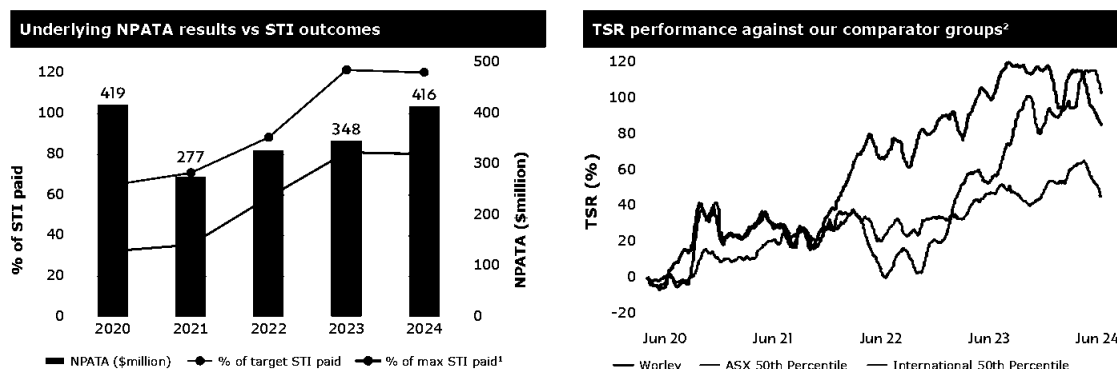 Underlying NPATA results vs STI outcomes
120
100
80
60
40
20
0
% of STI paid
419
277
348
416
500
400
300
200
100
0
NPATA ($million)
2020 2021 2022 2023 2024
NPATA ($million) % of target STI paid % of max STI paid¹
TSR performance against our comparator groups²
120
100
80
60
40
20
0
-20
TSR (%)
Jun 20 Jun 21 Jun 22 Jun 23 Jun 24
Worley ASX 50th Percentile International 50th Percentile